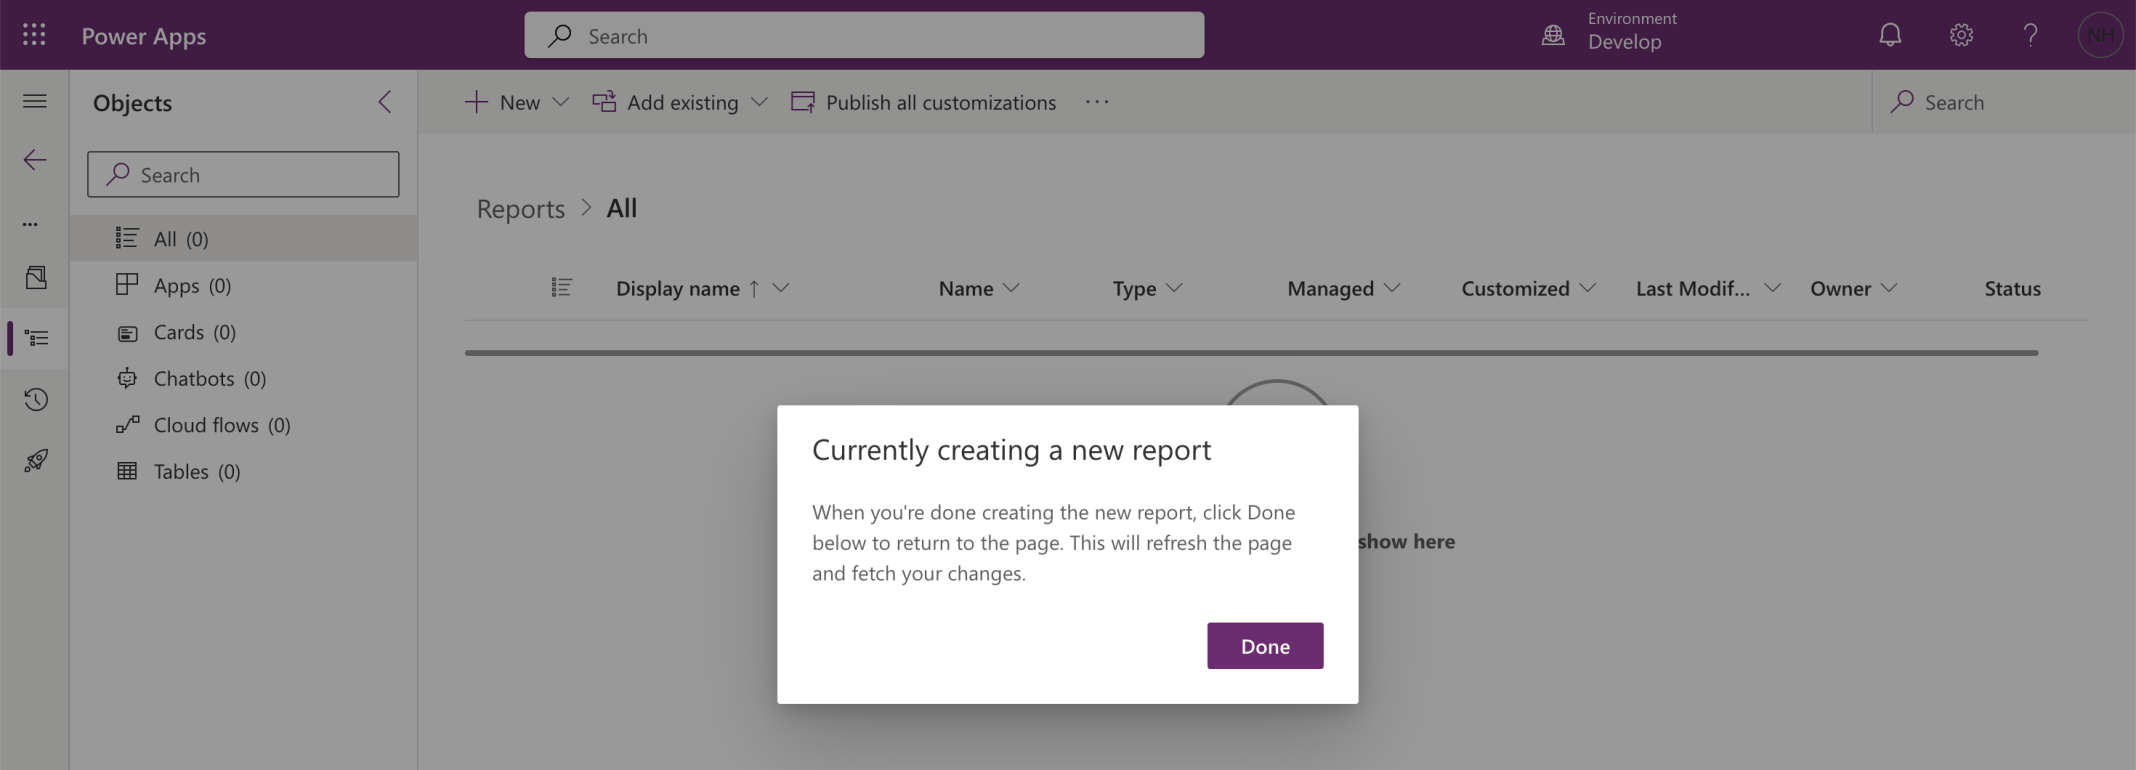 Power Apps
Search
Environment
Develop
NH
Objects
New
Add existing
Publish all customizations
Search
Search
Reports > All
All (0)
Apps (0)
Cards (0)
Chatbots (0)
Cloud flows (0)
Tables (0)
Display name ↑ Name Type Managed Customized Last Modif... Owner Status
show here
Currently creating a new report
When you're done creating the new report, click Done
below to return to the page. This will refresh the page
and fetch your changes.
Done